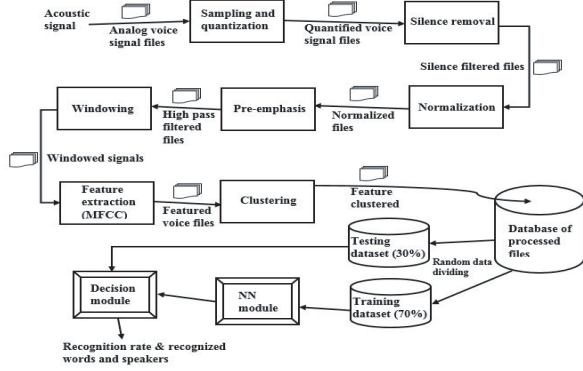 Acoustic
signal
Analog voice
signal files
Sampling and
quantization
Quantified voice
signal files
Silence removal
Silence filtered files
Windowing
High pass
filtered
files
Pre-emphasis
Normalized
files
Normalization
Windowed signals
Feature
extraction
(MFCC)
Featured
voice files
Clustering
Feature
clustered
Database of
processed
files
Testing
dataset (30%)
Random data
dividing
Decision
module
NN
module
Training
dataset (70%)
Recognition rate & recognized
words and speakers